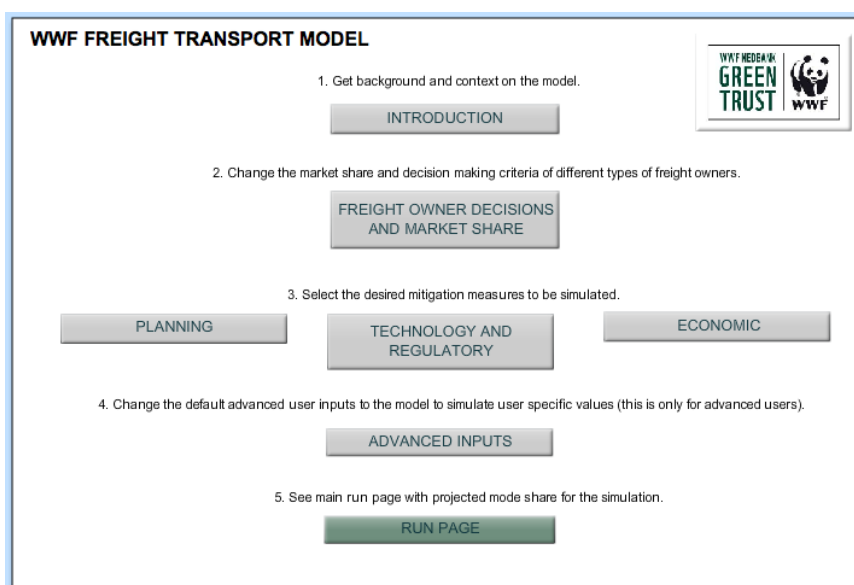 WWF FREIGHT TRANSPORT MODEL
WWF NEDBANK
GREEN
TRUST
WWF
1. Get background and context on the model.
INTRODUCTION
2. Change the market share and decision making criteria of different types of freight owners.
FREIGHT OWNER DECISIONS
AND MARKET SHARE
3. Select the desired mitigation measures to be simulated.
PLANNING
TECHNOLOGY AND
REGULATORY
ECONOMIC
4. Change the default advanced user inputs to the model to simulate user specific values (this is only for advanced users).
ADVANCED INPUTS
5. See main run page with projected mode share for the simulation.
RUN PAGE